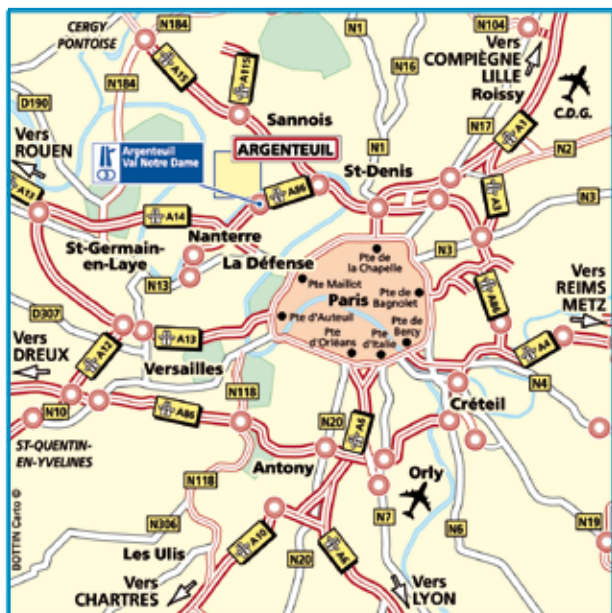 CERGY
PONTOISE
N184
N184
A15
A115
N1
N16
N104
Vers
COMPIÈGNE
LILLE
Roissy
C.D.G.
D190
Vers
ROUEN
A13
Argenteuil
Val Notre Dame
Sannois
ARGENTEUIL
N1
N17
A1
N2
A86
St-Denis
A3
N3
A14
St-Germain-
en-Laye
Nanterre
La Défense
N13
Pte de
la Chapelle
Pte Maillot
Paris
Pte de
Bagnolet
Pte d'Auteuil
Pte
d'Orléans
Pte
d'Italie
Pte de
Bercy
N3
A86
Vers
REIMS
METZ
D307
A12
A13
Vers
DREUX
Versailles
N118
A4
N4
N10
A86
N20
A6
Créteil
ST-QUENTIN-
EN-YVELINES
N118
Antony
Orly
N306
A10
N20
N7
A6
N6
N19
Les Ulis
Vers
CHARTRES
Vers
LYON
BOTTIN Carto ©